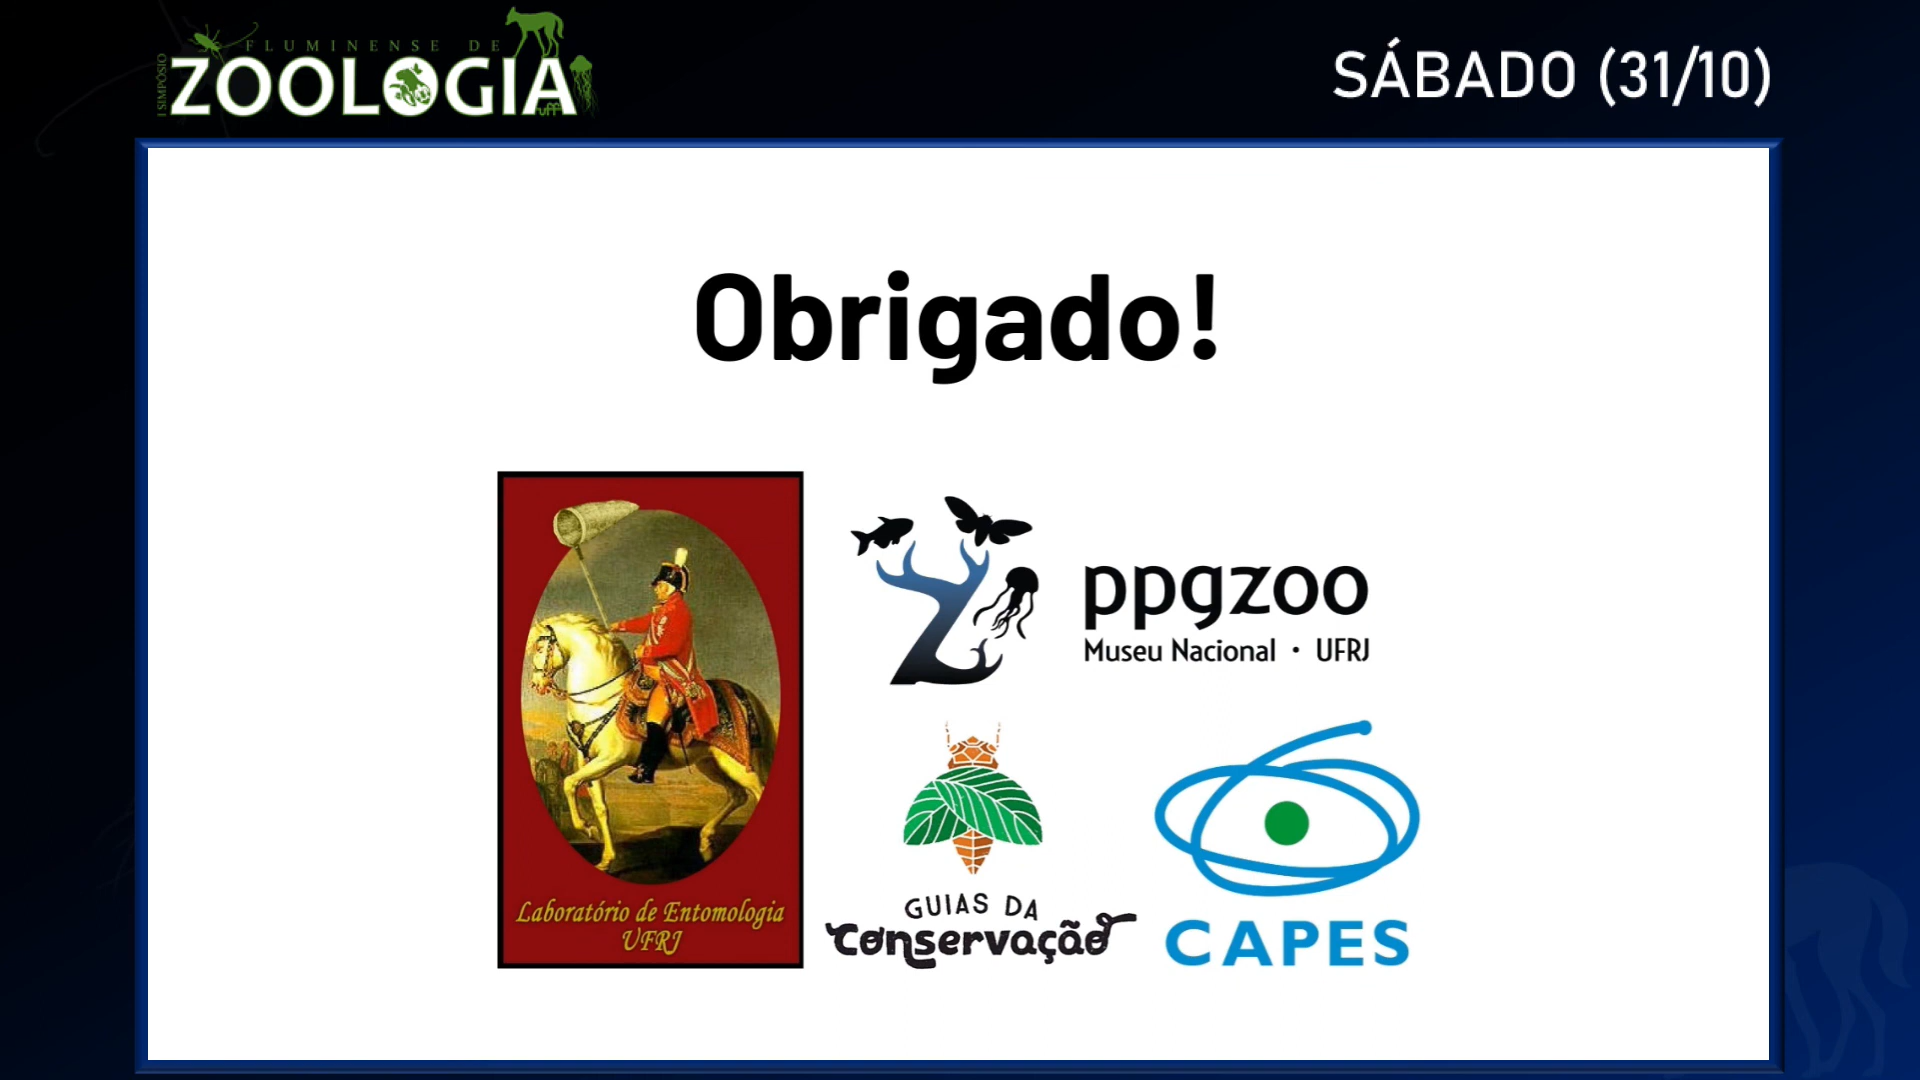 I SIMPÓSIO
FLUMINENSE DE
ZOOLOGIA
uff
SÁBADO (31/10)
Obrigado!
Laboratório de Entomologia
UFRJ
ppgzoo
Museu Nacional • UFRJ
GUIAS DA
Conservação
CAPES